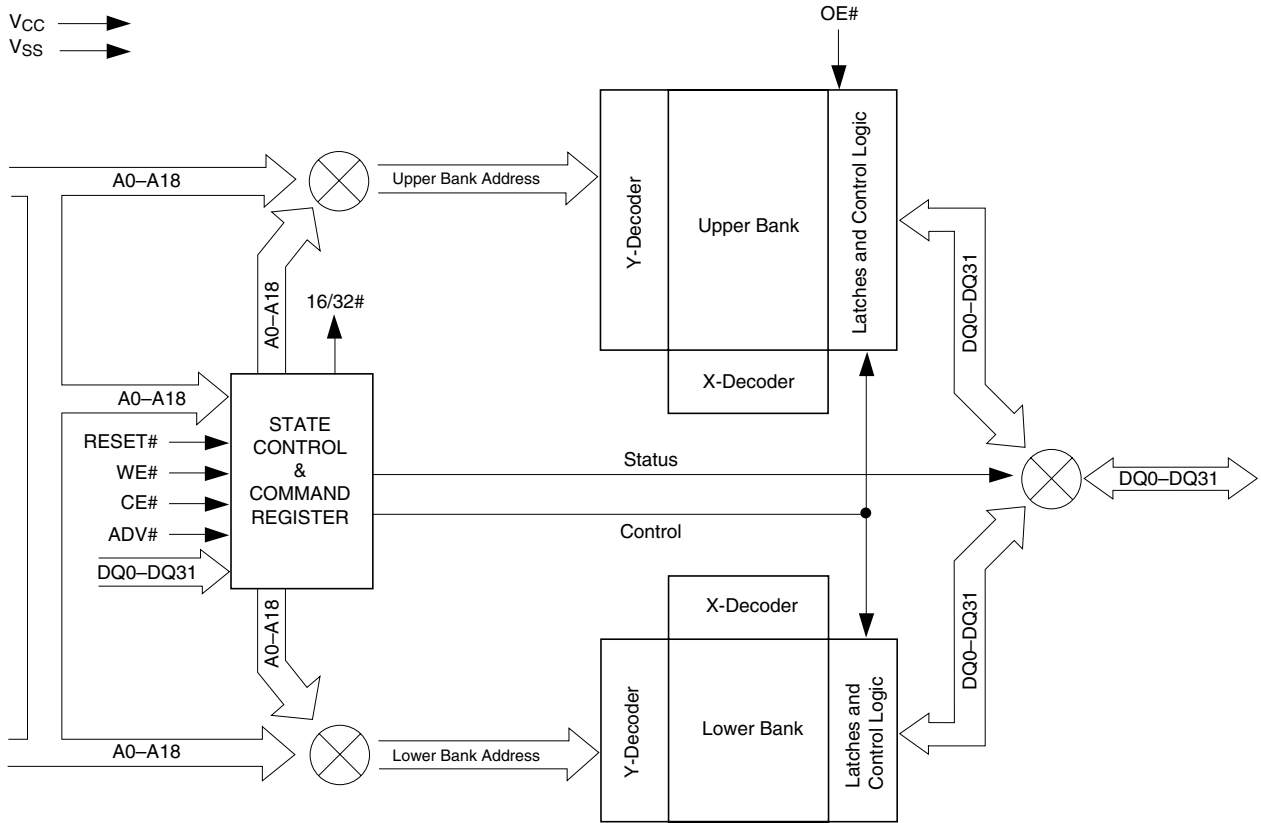 VCC
VSS
OE#
A0–A18
Upper Bank Address
Y-Decoder
Upper Bank
Latches and Control Logic
X-Decoder
DQ0–DQ31
A0–A18
16/32#
A0–A18
STATE
CONTROL
&
COMMAND
REGISTER
RESET#
WE#
CE#
ADV#
DQ0–DQ31
Status
Control
DQ0–DQ31
A0–A18
X-Decoder
DQ0–DQ31
A0–A18
Lower Bank Address
Y-Decoder
Lower Bank
Latches and
Control Logic